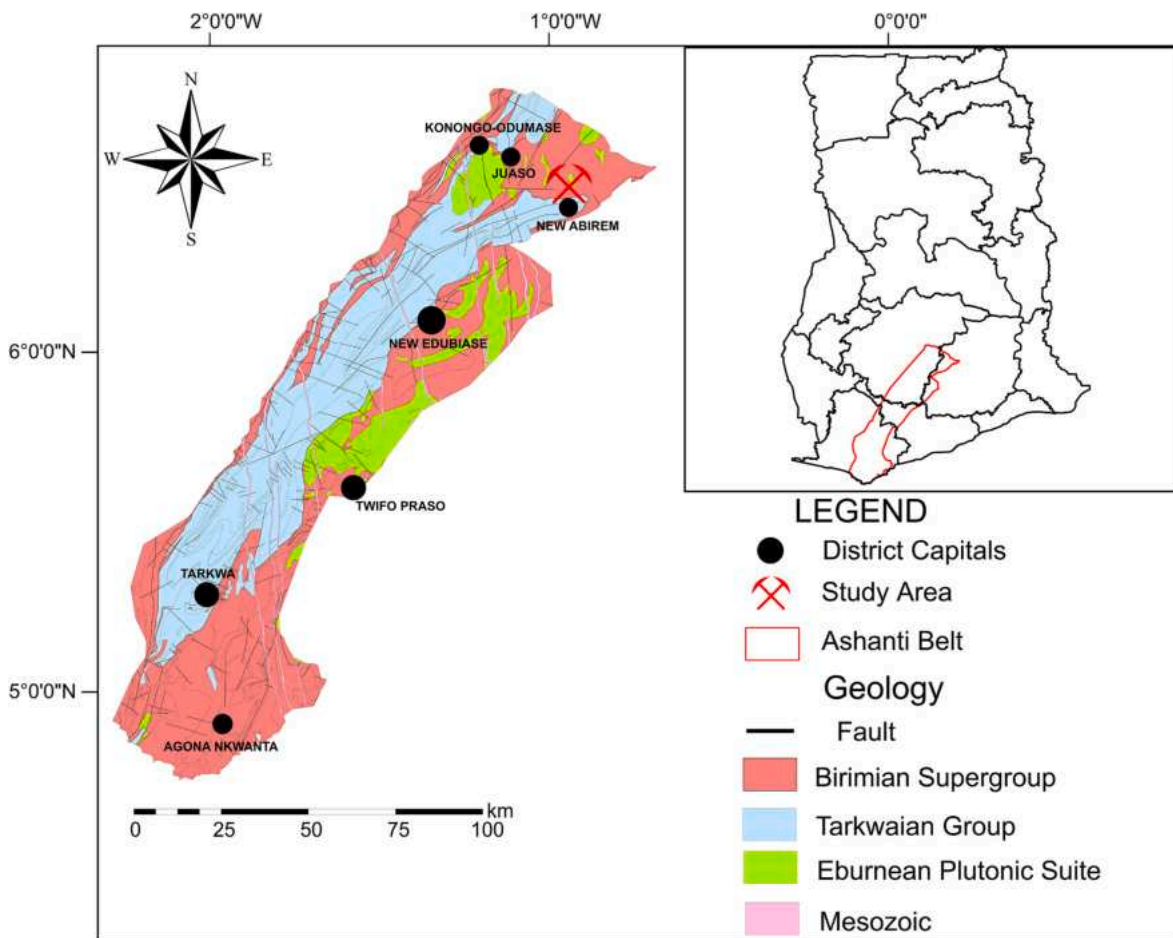 2°0'0"W
1°0'0"W
0°0'0"
N
W
E
S
KONONGO-ODUMASE
JUASO
NEW ABIREM
NEW EDUBIASE
6°0'0"N
TWIFO PRASO
TARKWA
5°0'0"N
AGONA NKWANTA
km
0 25 50 75 100
LEGEND
District Capitals
Study Area
Ashanti Belt
Geology
Fault
Birimian Supergroup
Tarkwaian Group
Eburnean Plutonic Suite
Mesozoic